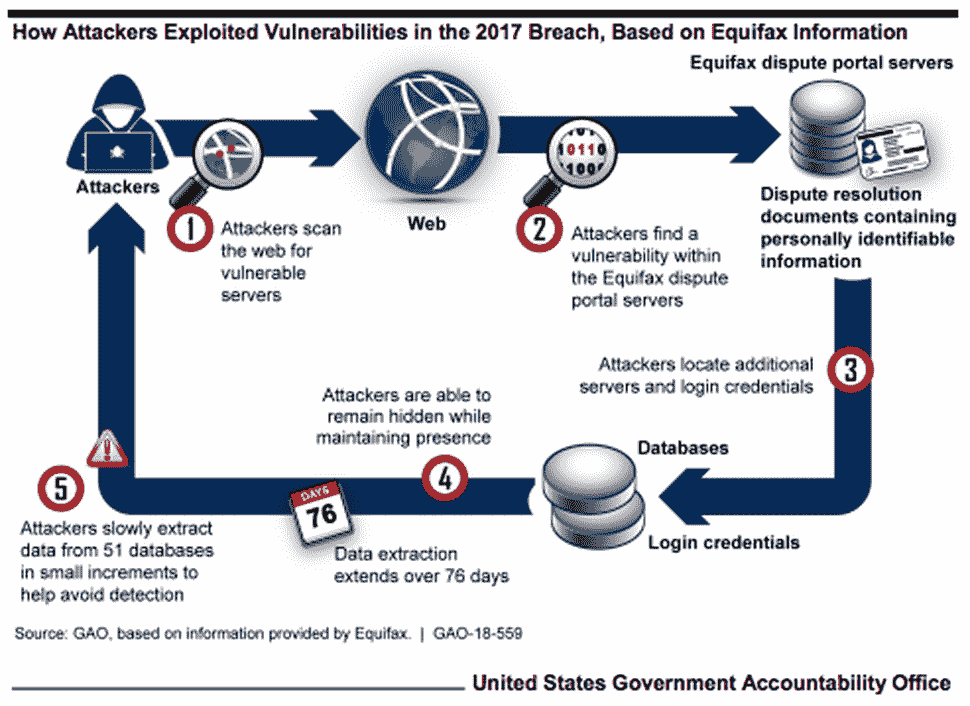 How Attackers Exploited Vulnerabilities in the 2017 Breach, Based on Equifax Information
Equifax dispute portal servers
Attackers
Web
0110
100
1
Attackers scan
the web for
vulnerable
servers
2
Attackers find a
vulnerability within
the Equifax dispute
portal servers
Dispute resolution
documents containing
personally identifiable
information
Attackers locate additional
servers and login credentials
3
Attackers are able to
remain hidden while
maintaining presence
4
Databases
Login credentials
DAYS
76
Data extraction
extends over 76 days
5
Attackers slowly extract
data from 51 databases
in small increments to
help avoid detection
Source: GAO, based on information provided by Equifax. | GAO-18-559
United States Government Accountability Office